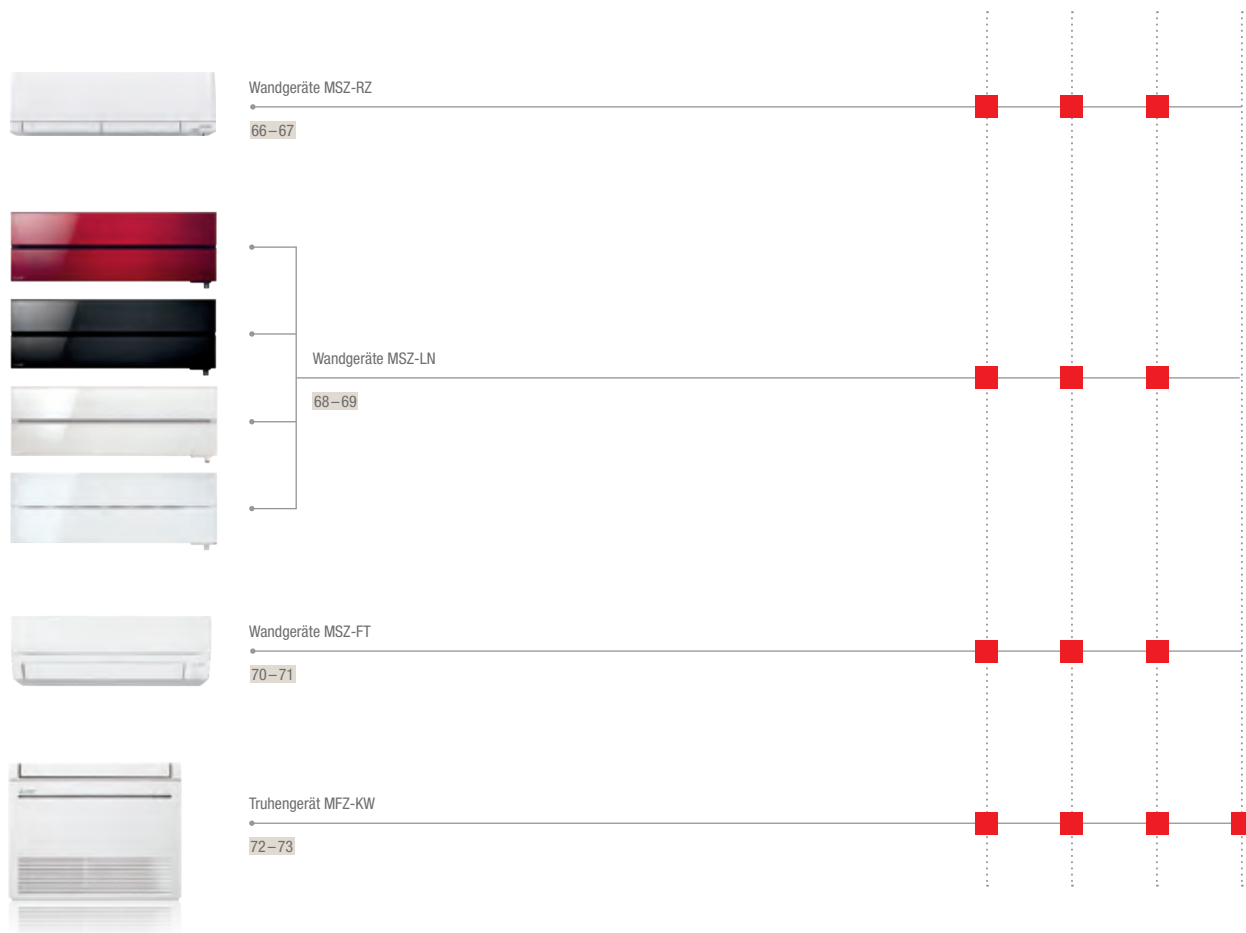 Wandgeräte MSZ-RZ
66–67
Wandgeräte MSZ-LN
68–69
Wandgeräte MSZ-FT
70–71
Truhengerät MFZ-KW
72–73